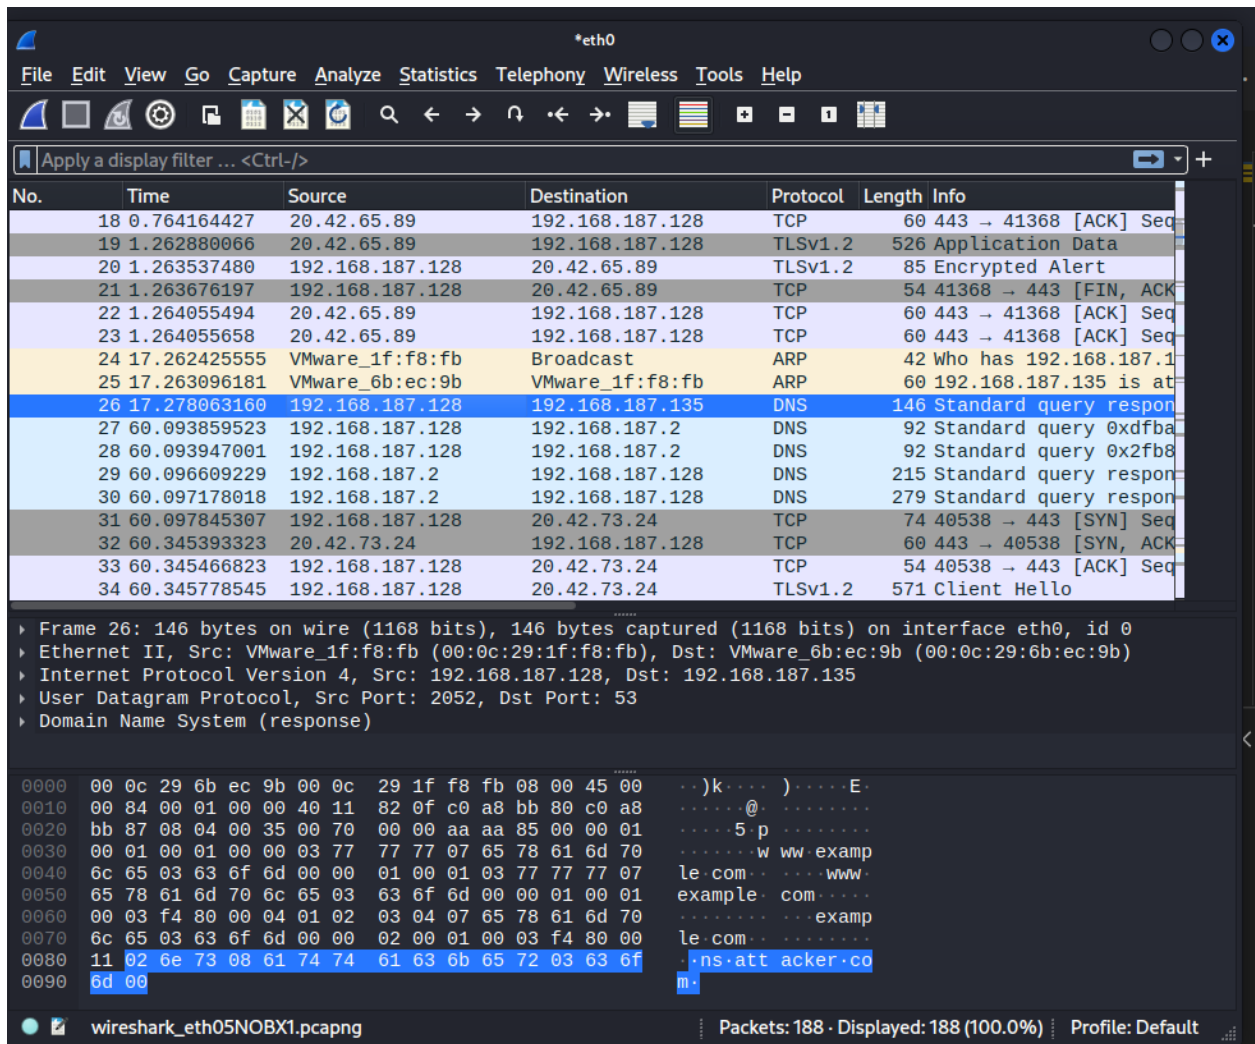 *eth0
File Edit View Go Capture Analyze Statistics Telephony Wireless Tools Help
Apply a display filter … <Ctrl-/>
No. Time Source Destination Protocol Length Info
18 0.764164427 20.42.65.89 192.168.187.128 TCP 60 443 → 41368 [ACK] Seq
19 1.262880066 20.42.65.89 192.168.187.128 TLSv1.2 526 Application Data
20 1.263537480 192.168.187.128 20.42.65.89 TLSv1.2 85 Encrypted Alert
21 1.263676197 192.168.187.128 20.42.65.89 TCP 54 41368 → 443 [FIN, ACK
22 1.264055494 20.42.65.89 192.168.187.128 TCP 60 443 → 41368 [ACK] Seq
23 1.264055658 20.42.65.89 192.168.187.128 TCP 60 443 → 41368 [ACK] Seq
24 17.262425555 VMware_1f:f8:fb Broadcast ARP 42 Who has 192.168.187.1
25 17.263096181 VMware_6b:ec:9b VMware_1f:f8:fb ARP 60 192.168.187.135 is at
26 17.278063160 192.168.187.128 192.168.187.135 DNS 146 Standard query respon
27 60.093859523 192.168.187.128 192.168.187.2 DNS 92 Standard query 0xdfba
28 60.093947001 192.168.187.128 192.168.187.2 DNS 92 Standard query 0x2fb8
29 60.096609229 192.168.187.2 192.168.187.128 DNS 215 Standard query respon
30 60.097178018 192.168.187.2 192.168.187.128 DNS 279 Standard query respon
31 60.097845307 192.168.187.128 20.42.73.24 TCP 74 40538 → 443 [SYN] Seq
32 60.345393323 20.42.73.24 192.168.187.128 TCP 60 443 → 40538 [SYN, ACK
33 60.345466823 192.168.187.128 20.42.73.24 TCP 54 40538 → 443 [ACK] Seq
34 60.345778545 192.168.187.128 20.42.73.24 TLSv1.2 571 Client Hello
Frame 26: 146 bytes on wire (1168 bits), 146 bytes captured (1168 bits) on interface eth0, id 0
Ethernet II, Src: VMware_1f:f8:fb (00:0c:29:1f:f8:fb), Dst: VMware_6b:ec:9b (00:0c:29:6b:ec:9b)
Internet Protocol Version 4, Src: 192.168.187.128, Dst: 192.168.187.135
User Datagram Protocol, Src Port: 2052, Dst Port: 53
Domain Name System (response)
0000 00 0c 29 6b ec 9b 00 0c 29 1f f8 fb 08 00 45 00 ··)k···· )·····E·
0010 00 84 00 01 00 00 40 11 82 0f c0 a8 bb 80 c0 a8 ······@· ········
0020 bb 87 08 04 00 35 00 70 00 00 aa aa 85 00 00 01 ·····5·p ········
0030 00 01 00 01 00 00 03 77 77 77 07 65 78 61 6d 70 ·······w ww·examp
0040 6c 65 03 63 6f 6d 00 00 01 00 01 03 77 77 77 07 le·com·· ····www·
0050 65 78 61 6d 70 6c 65 03 63 6f 6d 00 00 01 00 01 example· com·····
0060 00 03 f4 80 00 04 01 02 03 04 07 65 78 61 6d 70 ········ ···examp
0070 6c 65 03 63 6f 6d 00 00 02 00 01 00 03 f4 80 00 le·com·· ········
0080 11 02 6e 73 08 61 74 74 61 63 6b 65 72 03 63 6f ··ns·att acker·co
0090 6d 00 m·
wireshark_eth05NOBX1.pcapng Packets: 188 · Displayed: 188 (100.0%) Profile: Default